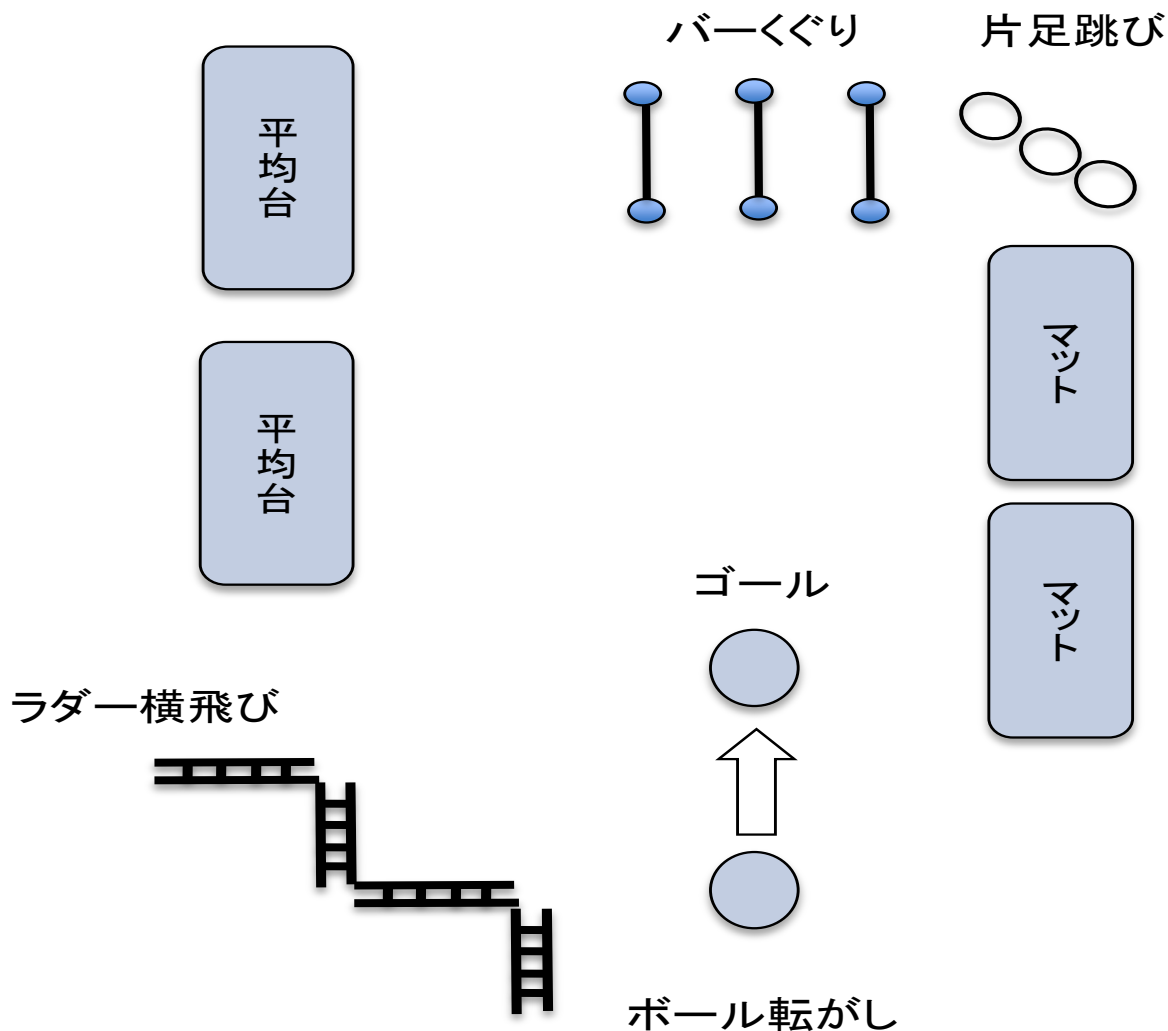 バーくぐり
片足跳び
平均台
平均台
マット
マット
ゴール
ラダー横飛び
ボール転がし